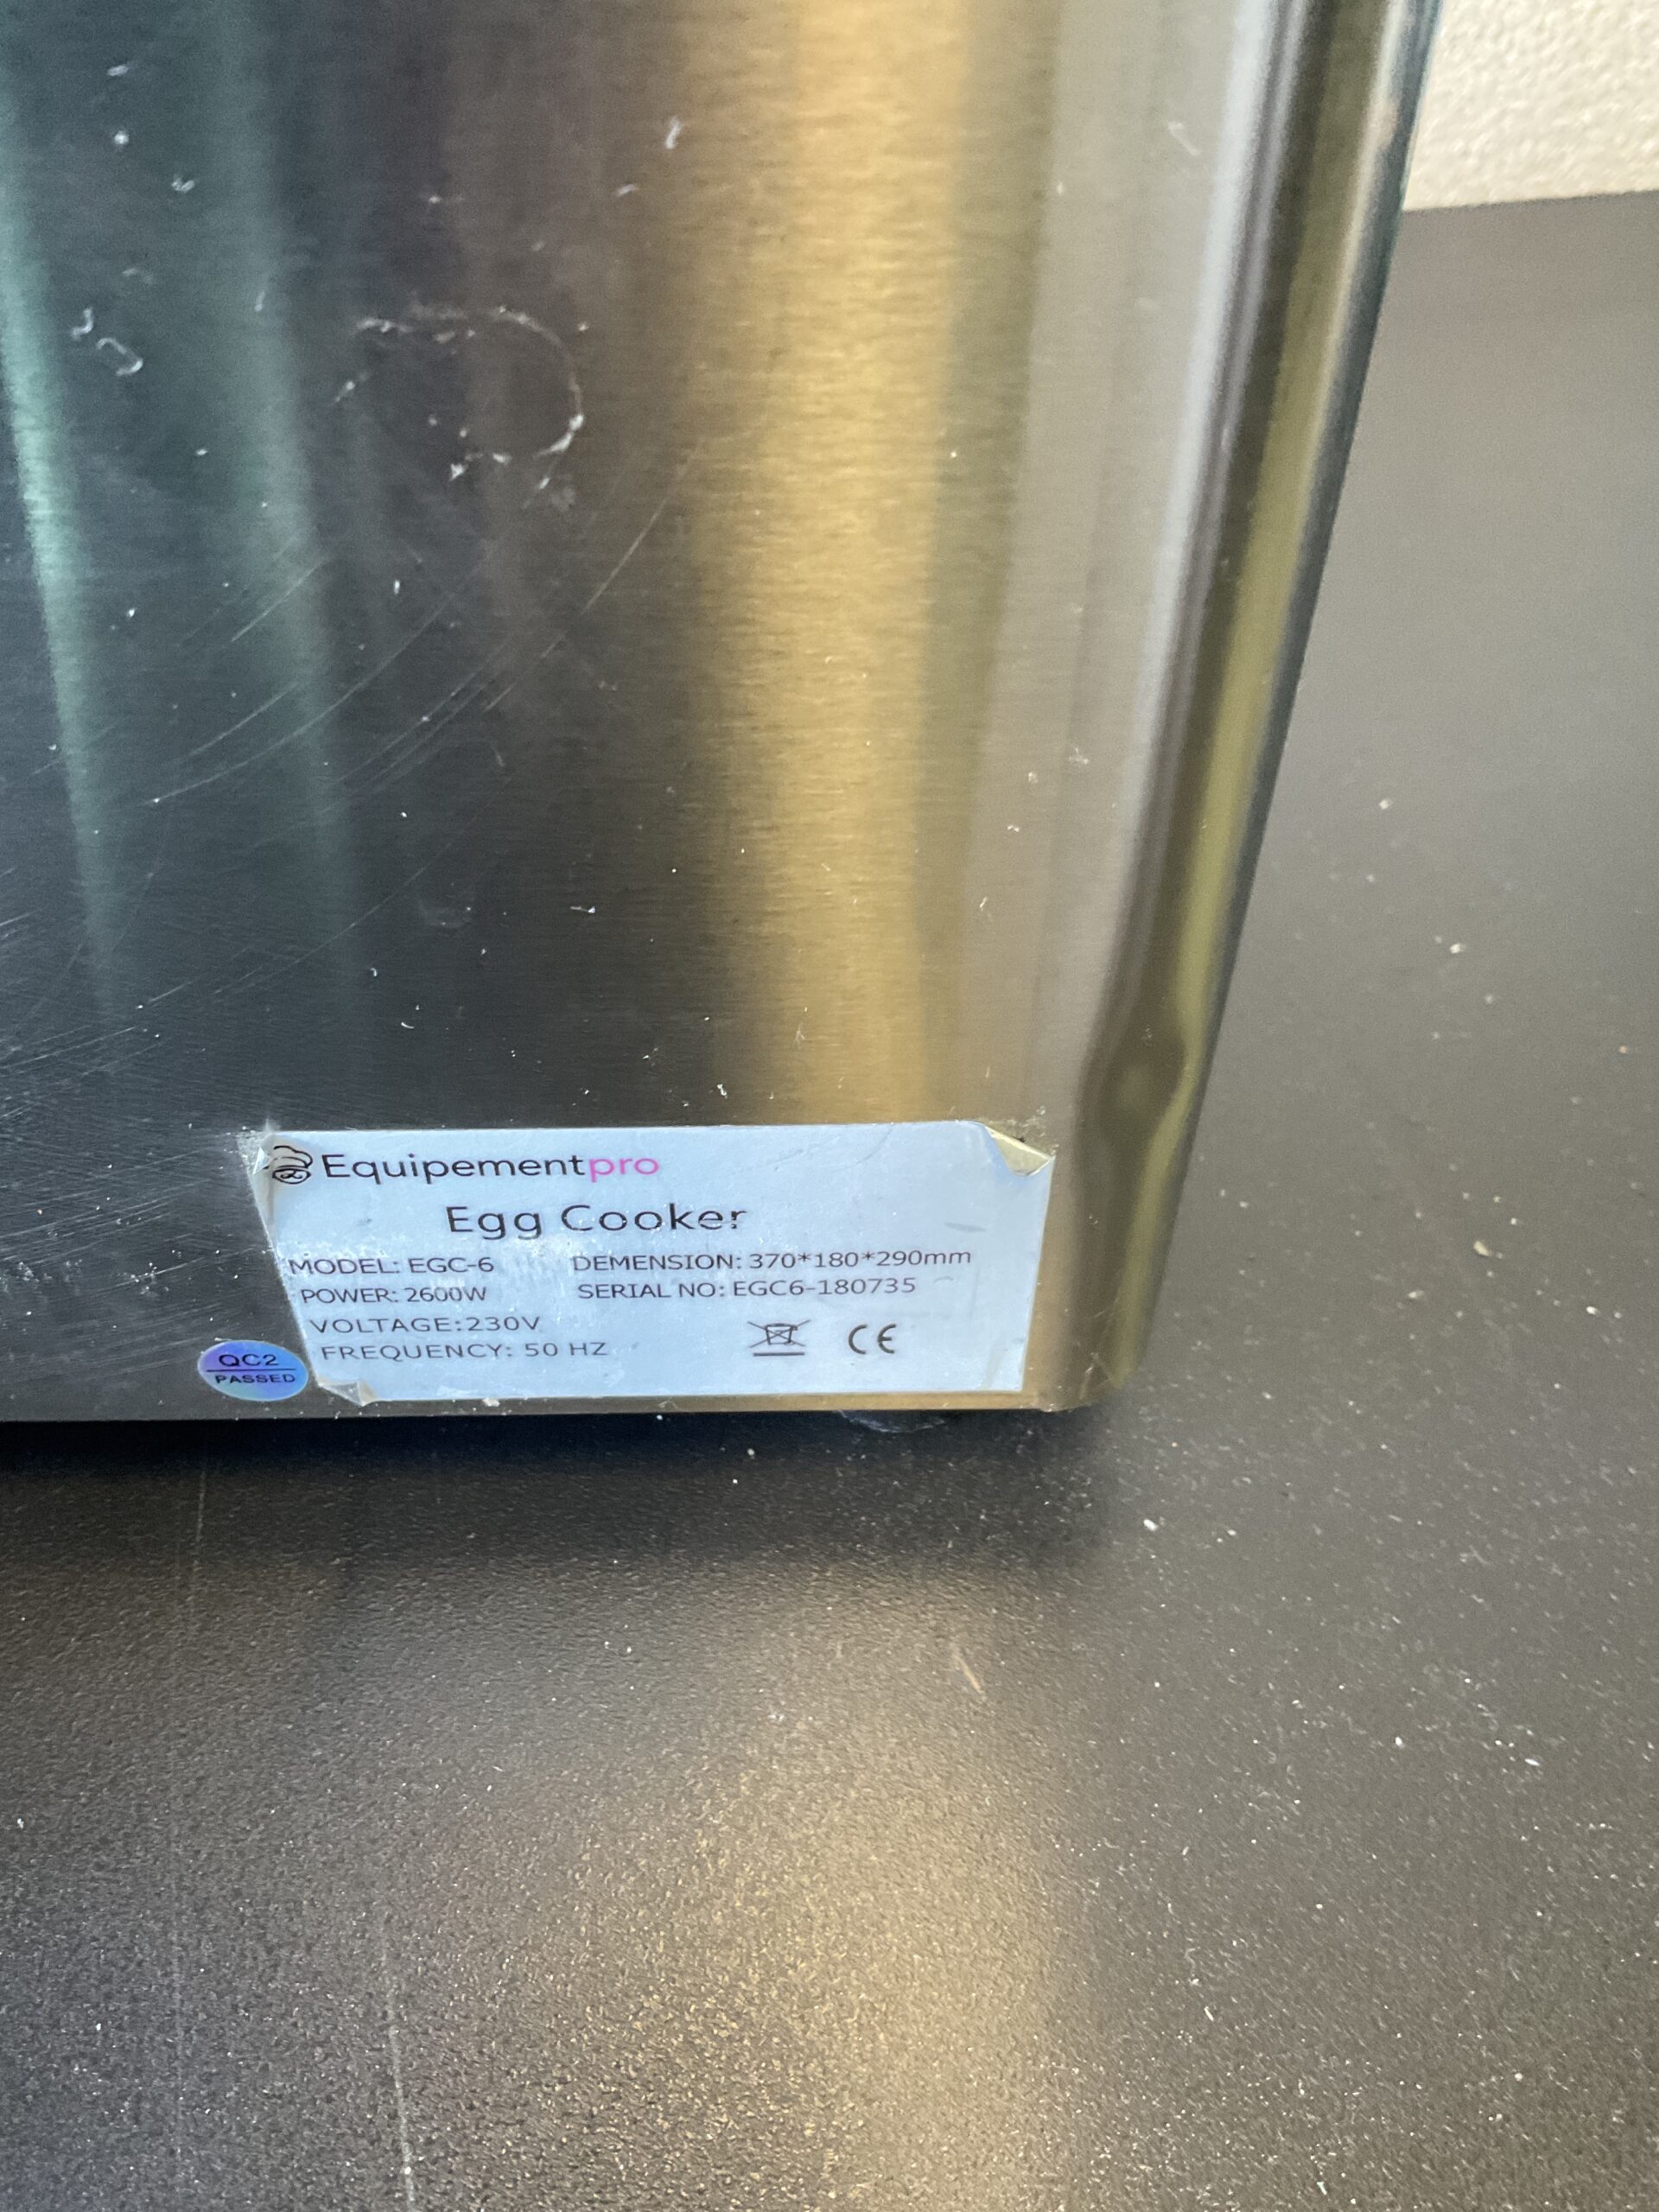 Equipementpro
Egg Cooker
MODEL: EGC-6 DEMENSION: 370*180*290mm
POWER: 2600W SERIAL NO: EGC6-180735
VOLTAGE:230V
FREQUENCY: 50 HZ
CE
QC2
PASSED